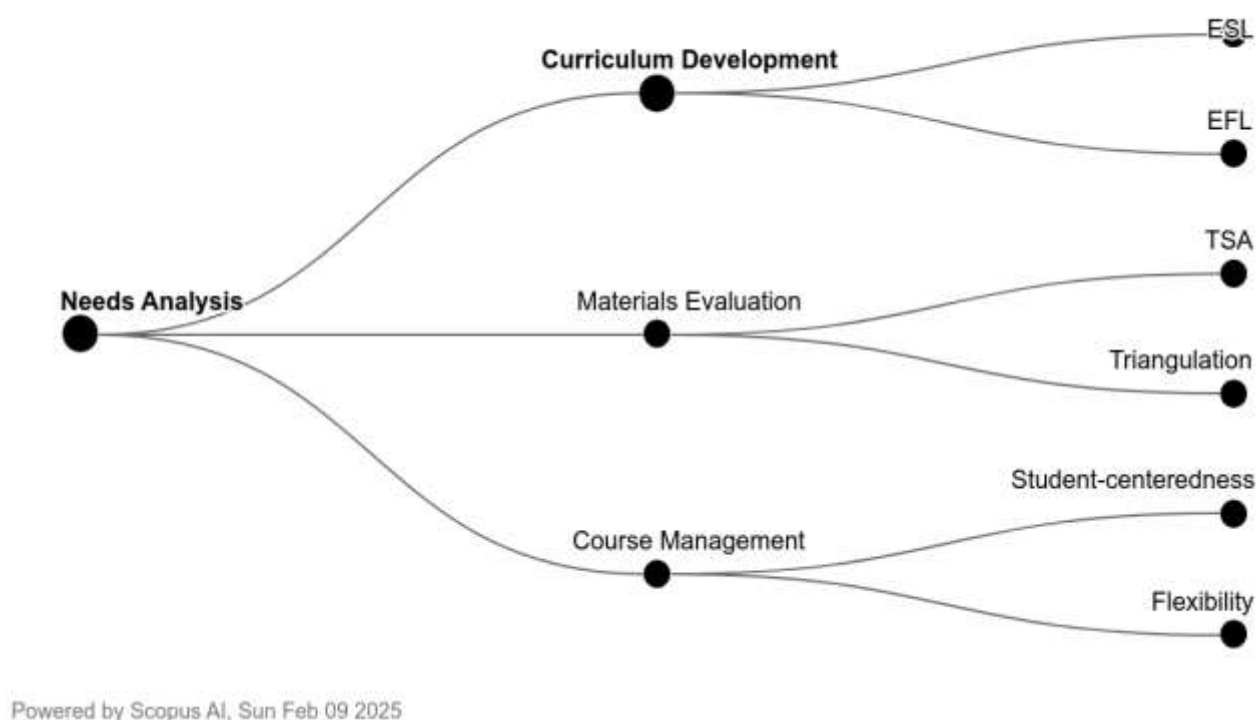 ESL
Curriculum Development
EFL
TSA
Needs Analysis
Materials Evaluation
Triangulation
Student-centeredness
Course Management
Flexibility
Powered by Scopus AI, Sun Feb 09 2025